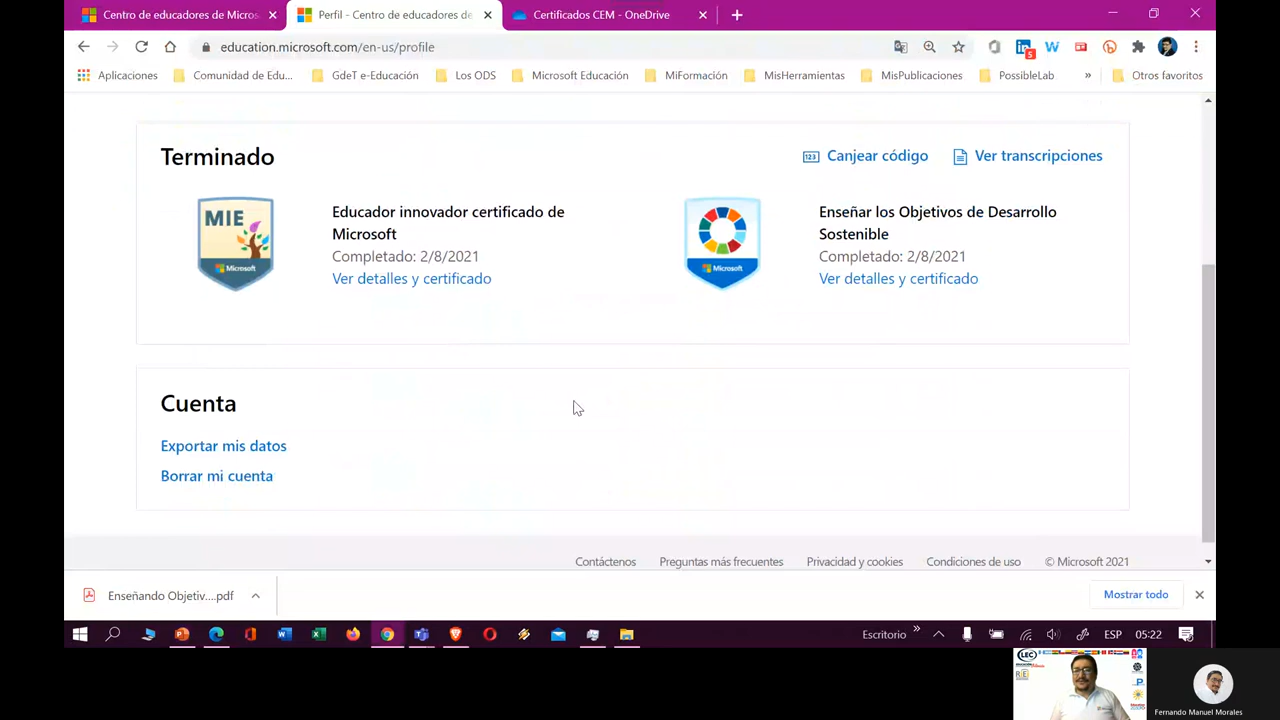 Centro de educadores de Micros
Perfil - Centro de educadores de
Certificados CEM - OneDrive
education.microsoft.com/en-us/profile
5
Aplicaciones
Comunidad de Edu...
GdeT e-Educación
Los ODS
Microsoft Educación
MiFormación
MisHerramientas
MisPublicaciones
PossibleLab
»
Otros favoritos
Terminado
Canjear código
Ver transcripciones
MIE
Microsoft
Educador innovador certificado de
Microsoft
Completado: 2/8/2021
Ver detalles y certificado
Microsoft
Enseñar los Objetivos de Desarrollo
Sostenible
Completado: 2/8/2021
Ver detalles y certificado
Cuenta
Exportar mis datos
Borrar mi cuenta
Contáctenos
Preguntas más frecuentes
Privacidad y cookies
Condiciones de uso
© Microsoft 2021
Enseñando Objetiv....pdf
Mostrar todo
Escritorio
»
ESP
05:22
LEC
Fernando Manuel Morales